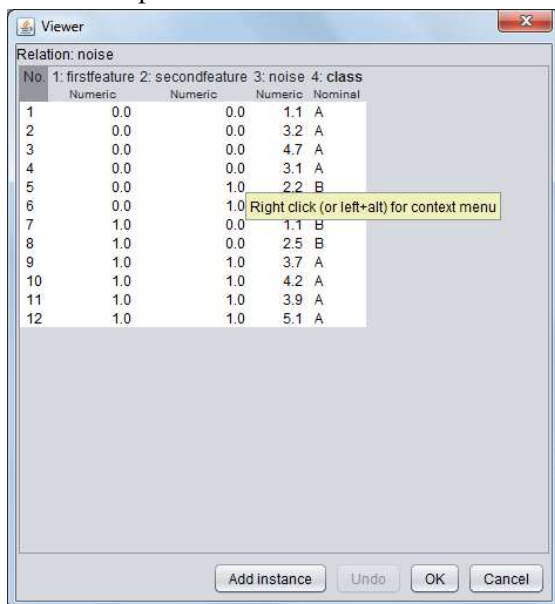 Viewer
Relation: noise
No. 1: firstfeature 2: secondfeature 3: noise 4: class
Numeric Numeric Numeric Nominal
1 0.0 0.0 1.1 A
2 0.0 0.0 3.2 A
3 0.0 0.0 4.7 A
4 0.0 0.0 3.1 A
5 0.0 1.0 2.2 B
6 0.0 1.0
Right click (or left+alt) for context menu
7 1.0 0.0 1.1 B
8 1.0 0.0 2.5 B
9 1.0 1.0 3.7 A
10 1.0 1.0 4.2 A
11 1.0 1.0 3.9 A
12 1.0 1.0 5.1 A
Add instance Undo OK Cancel